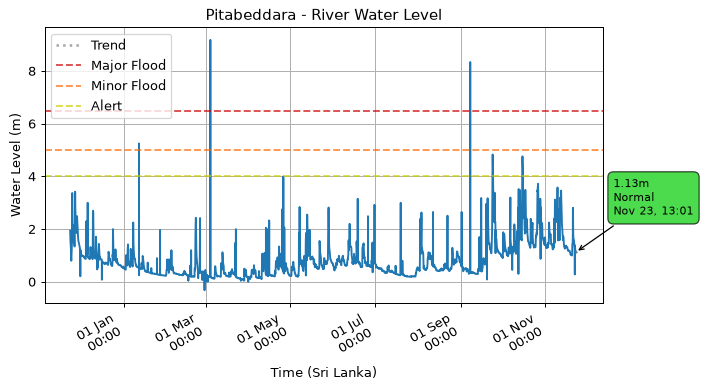 Pitabeddara - River Water Level
Trend
Major Flood
Minor Flood
Alert
Water Level (m)
8
6
4
2
0
1.13m
Normal
Nov 23, 13:01
01 Jan
00:00
01 Mar
00:00
01 May
00:00
01 Jul
00:00
01 Sep
00:00
01 Nov
00:00
Time (Sri Lanka)